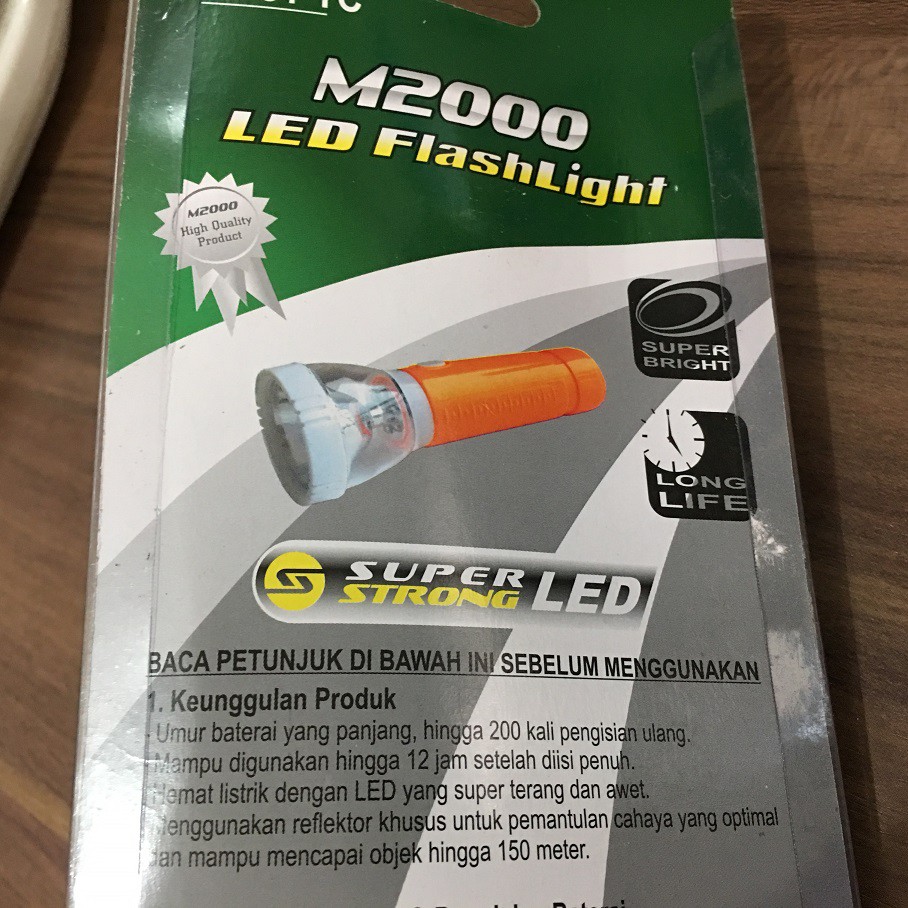 M2000
LED FlashLight
M2000
High Quality
Product
SUPER
BRIGHT
LONG
LIFE
SUPER
STRONG LED
BACA PETUNJUK DI BAWAH INI SEBELUM MENGGUNAKAN
1. Keunggulan Produk
- Umur baterai yang panjang, hingga 200 kali pengisian ulang.
Mampu digunakan hingga 12 jam setelah diisi penuh.
Hemat listrik dengan LED yang super terang dan awet.
Menggunakan reflektor khusus untuk pemantulan cahaya yang optimal
dan mampu mencapai objek hingga 150 meter.